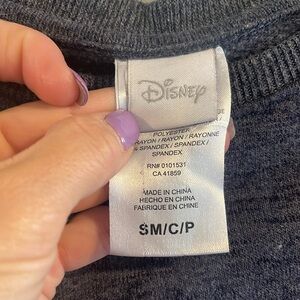 Disney
POLYESTER
RAYON / RAYON / RAYONNE
SPANDEX / SPANDEX /
SPANDEX
RN# 0101531
CA 41859
MADE IN CHINA
HECHO EN CHINA
FABRIQUE EN CHINE
SM/C/P